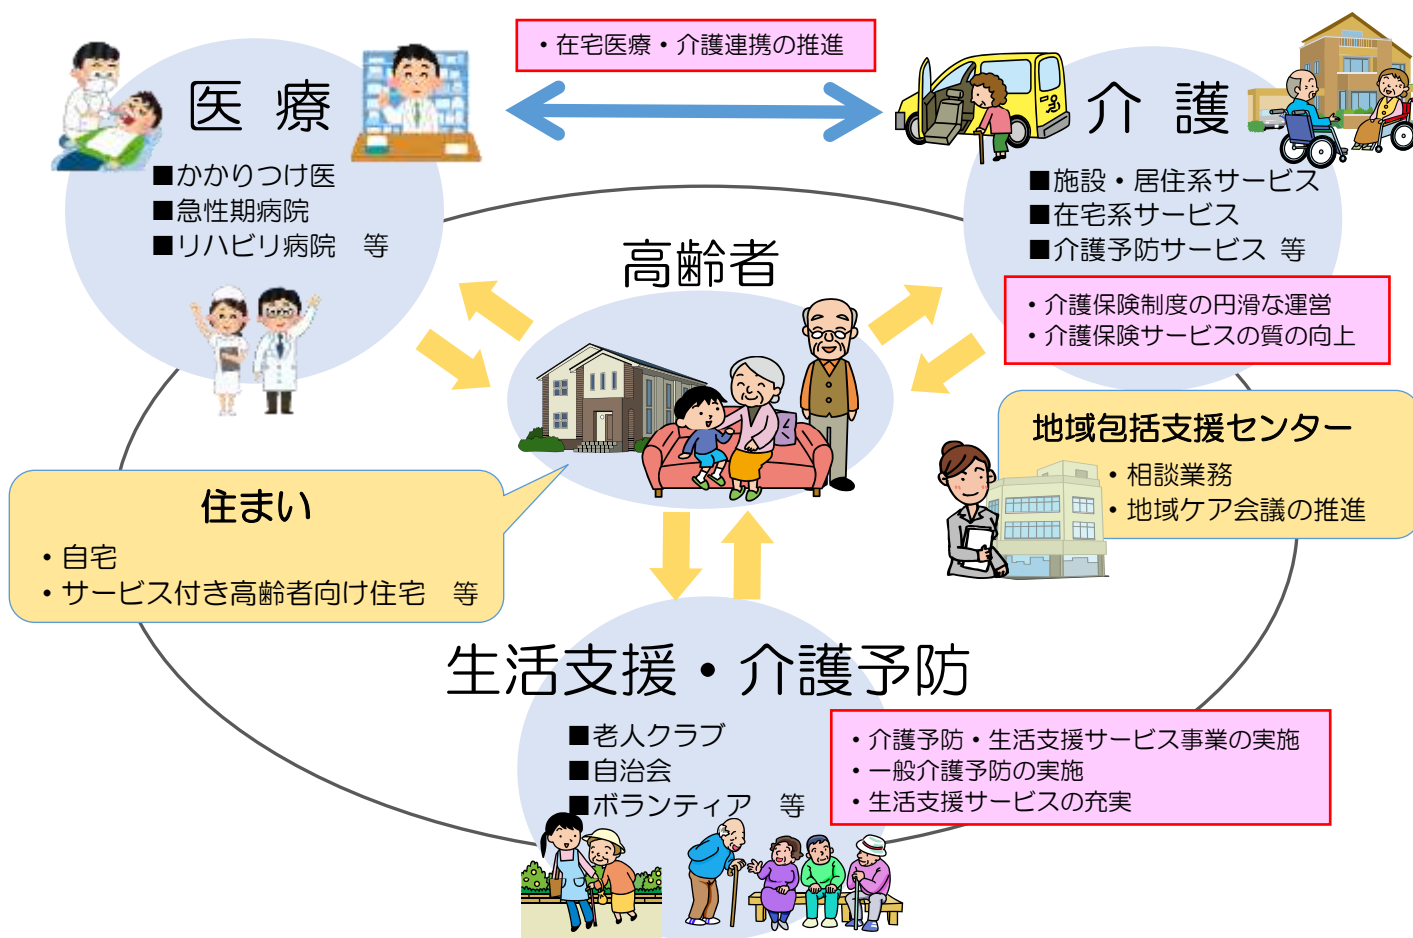 ・在宅医療・介護連携の推進
医 療
■かかりつけ医
■急性期病院
■リハビリ病院　等
介 護
■施設・居住系サービス
■在宅系サービス
■介護予防サービス 等
・介護保険制度の円滑な運営
・介護保険サービスの質の向上
高齢者
地域包括支援センター
・相談業務
・地域ケア会議の推進
住まい
・自宅
・サービス付き高齢者向け住宅　等
生活支援・介護予防
■老人クラブ
■自治会
■ボランティア　等
・介護予防・生活支援サービス事業の実施
・一般介護予防の実施
・生活支援サービスの充実